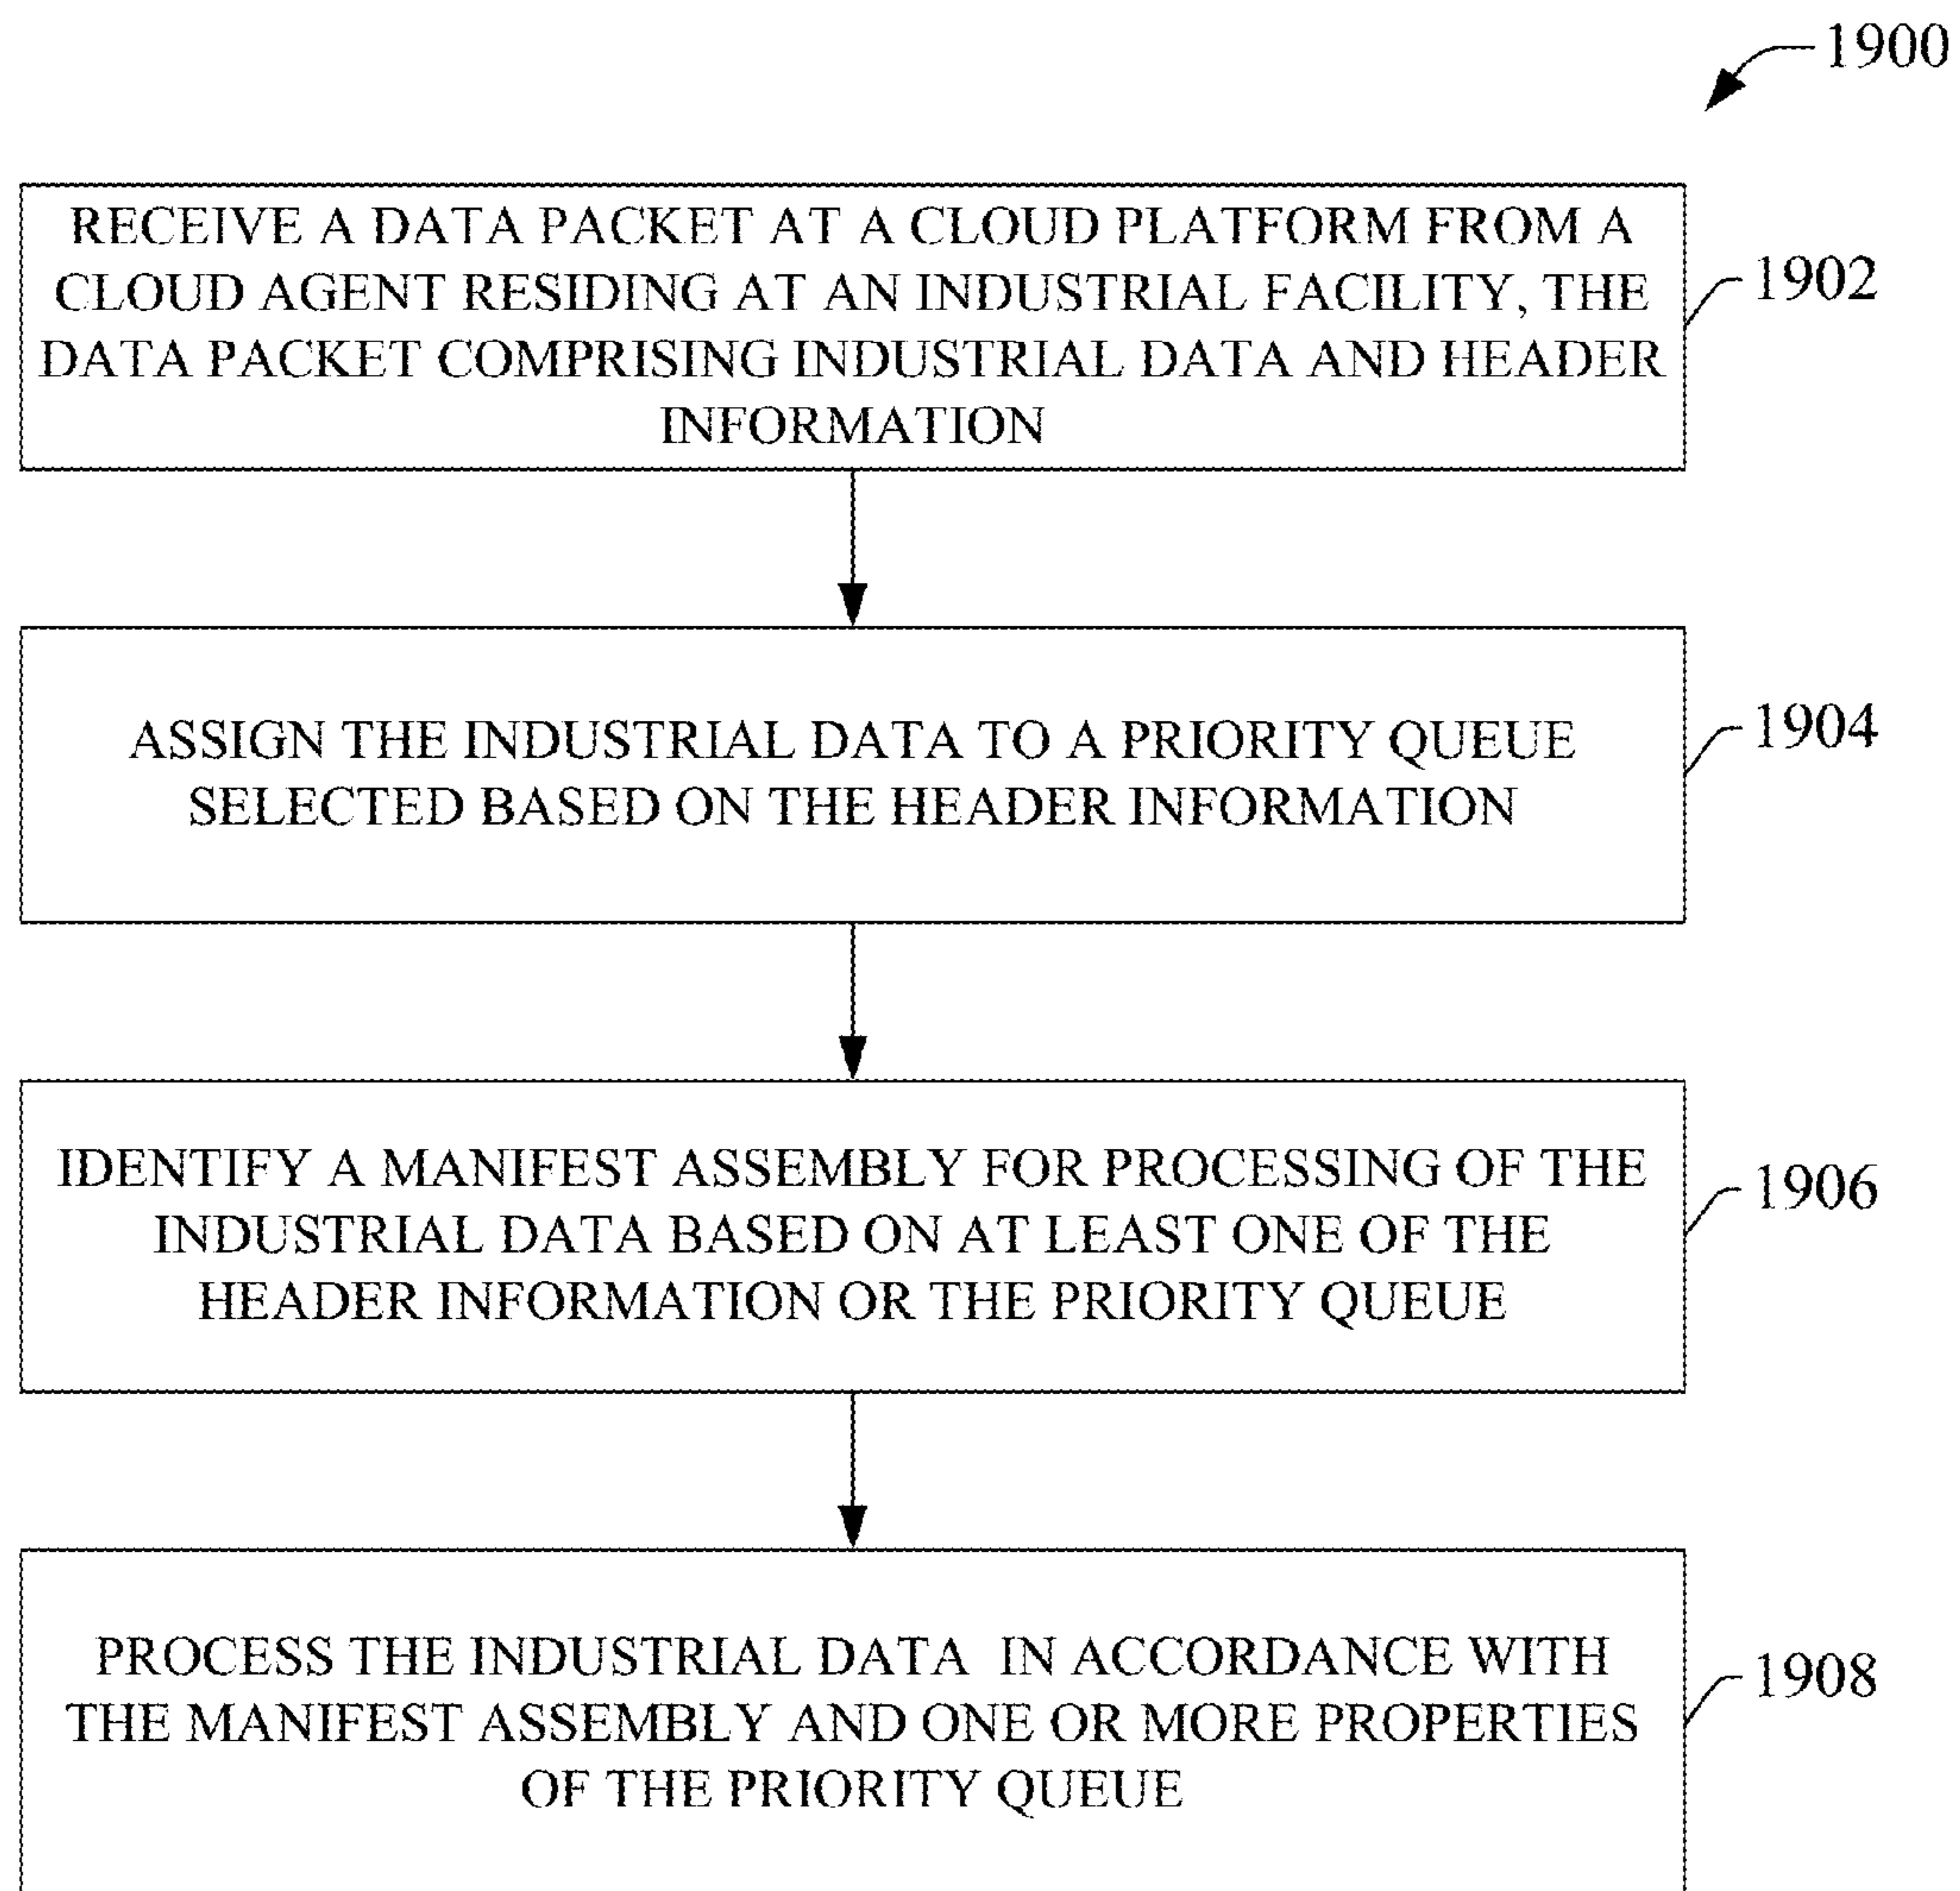 1900
RECEIVE A DATA PACKET AT A CLOUD PLATFORM FROM A
CLOUD AGENT RESIDING AT AN INDUSTRIAL FACILITY, THE
DATA PACKET COMPRISING INDUSTRIAL DATA AND HEADER
INFORMATION
1902
ASSIGN THE INDUSTRIAL DATA TO A PRIORITY QUEUE
SELECTED BASED ON THE HEADER INFORMATION
1904
IDENTIFY A MANIFEST ASSEMBLY FOR PROCESSING OF THE
INDUSTRIAL DATA BASED ON AT LEAST ONE OF THE
HEADER INFORMATION OR THE PRIORITY QUEUE
1906
PROCESS THE INDUSTRIAL DATA IN ACCORDANCE WITH
THE MANIFEST ASSEMBLY AND ONE OR MORE PROPERTIES
OF THE PRIORITY QUEUE
1908